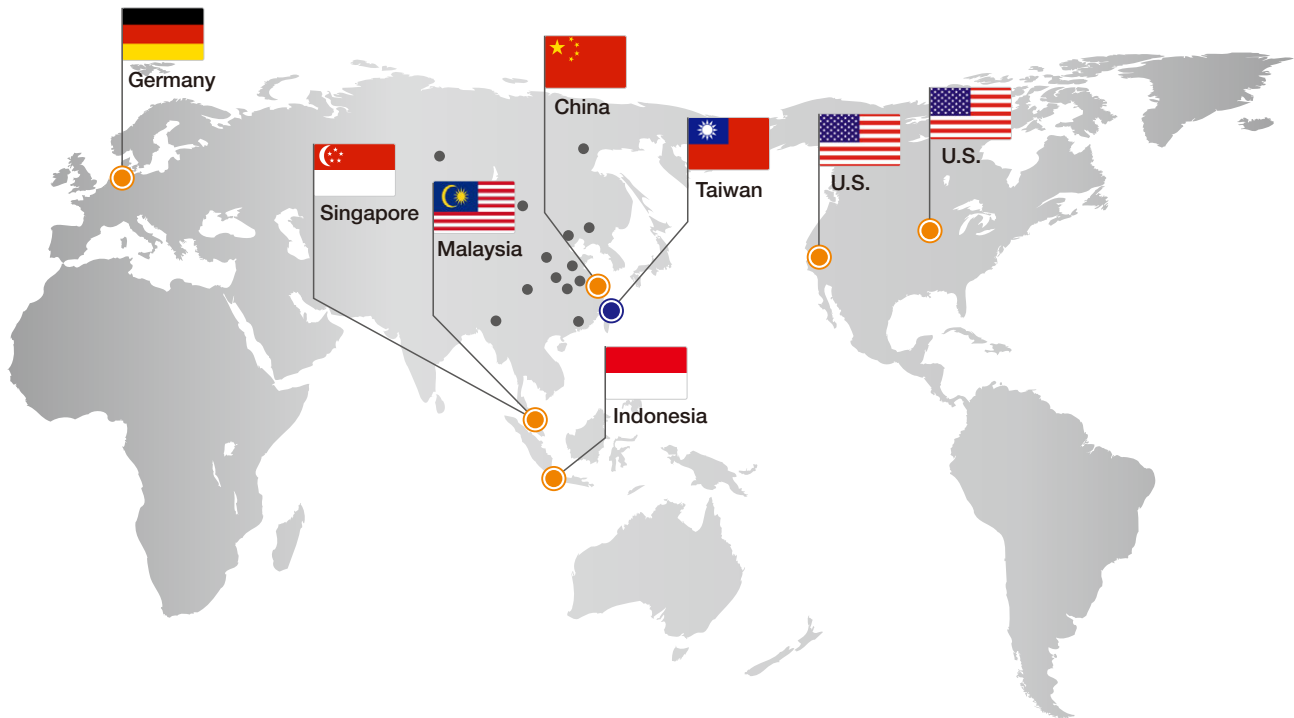 Germany
China
U.S.
U.S.
Taiwan
Singapore
Malaysia
Indonesia